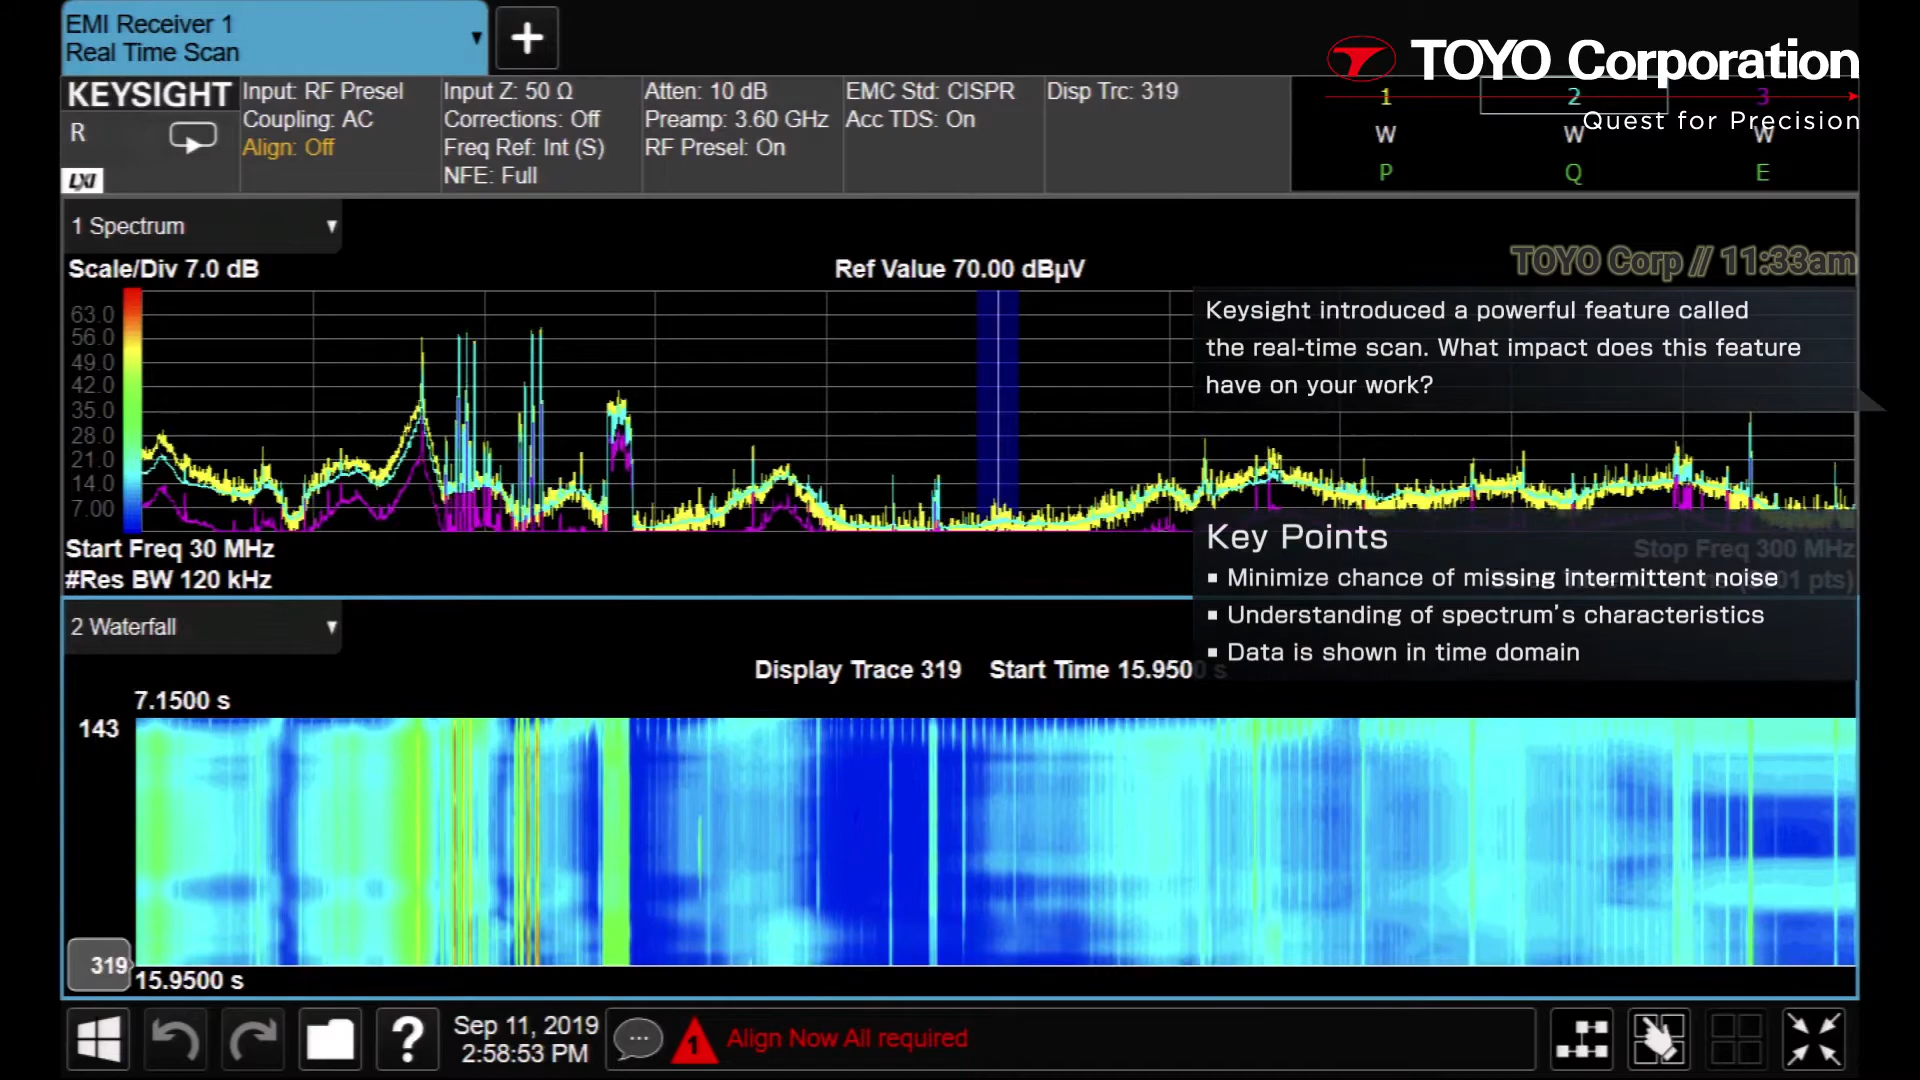 EMI Receiver 1
Real Time Scan
TOYO Corporation
Quest for Precision
KEYSIGHT
R
LXI
Input: RF Presel
Coupling: AC
Align: Off
Input Z: 50 Ω
Corrections: Off
Freq Ref: Int (S)
NFE: Full
Atten: 10 dB
Preamp: 3.60 GHz
RF Presel: On
EMC Std: CISPR
Acc TDS: On
Disp Trc: 319
1 2 3
W W W
P Q E
1 Spectrum
Scale/Div 7.0 dB
Ref Value 70.00 dBµV
TOYO Corp // 11:33am
Keysight introduced a powerful feature called
the real-time scan. What impact does this feature
have on your work?
63.0
56.0
49.0
42.0
35.0
28.0
21.0
14.0
7.00
Start Freq 30 MHz
Stop Freq 300 MHz
#Res BW 120 kHz
pts)
Key Points
▪ Minimize chance of missing intermittent noise
▪ Understanding of spectrum's characteristics
▪ Data is shown in time domain
2 Waterfall
Display Trace 319 Start Time 15.9500 s
7.1500 s
143
319
15.9500 s
Sep 11, 2019
2:58:53 PM
1
Align Now All required